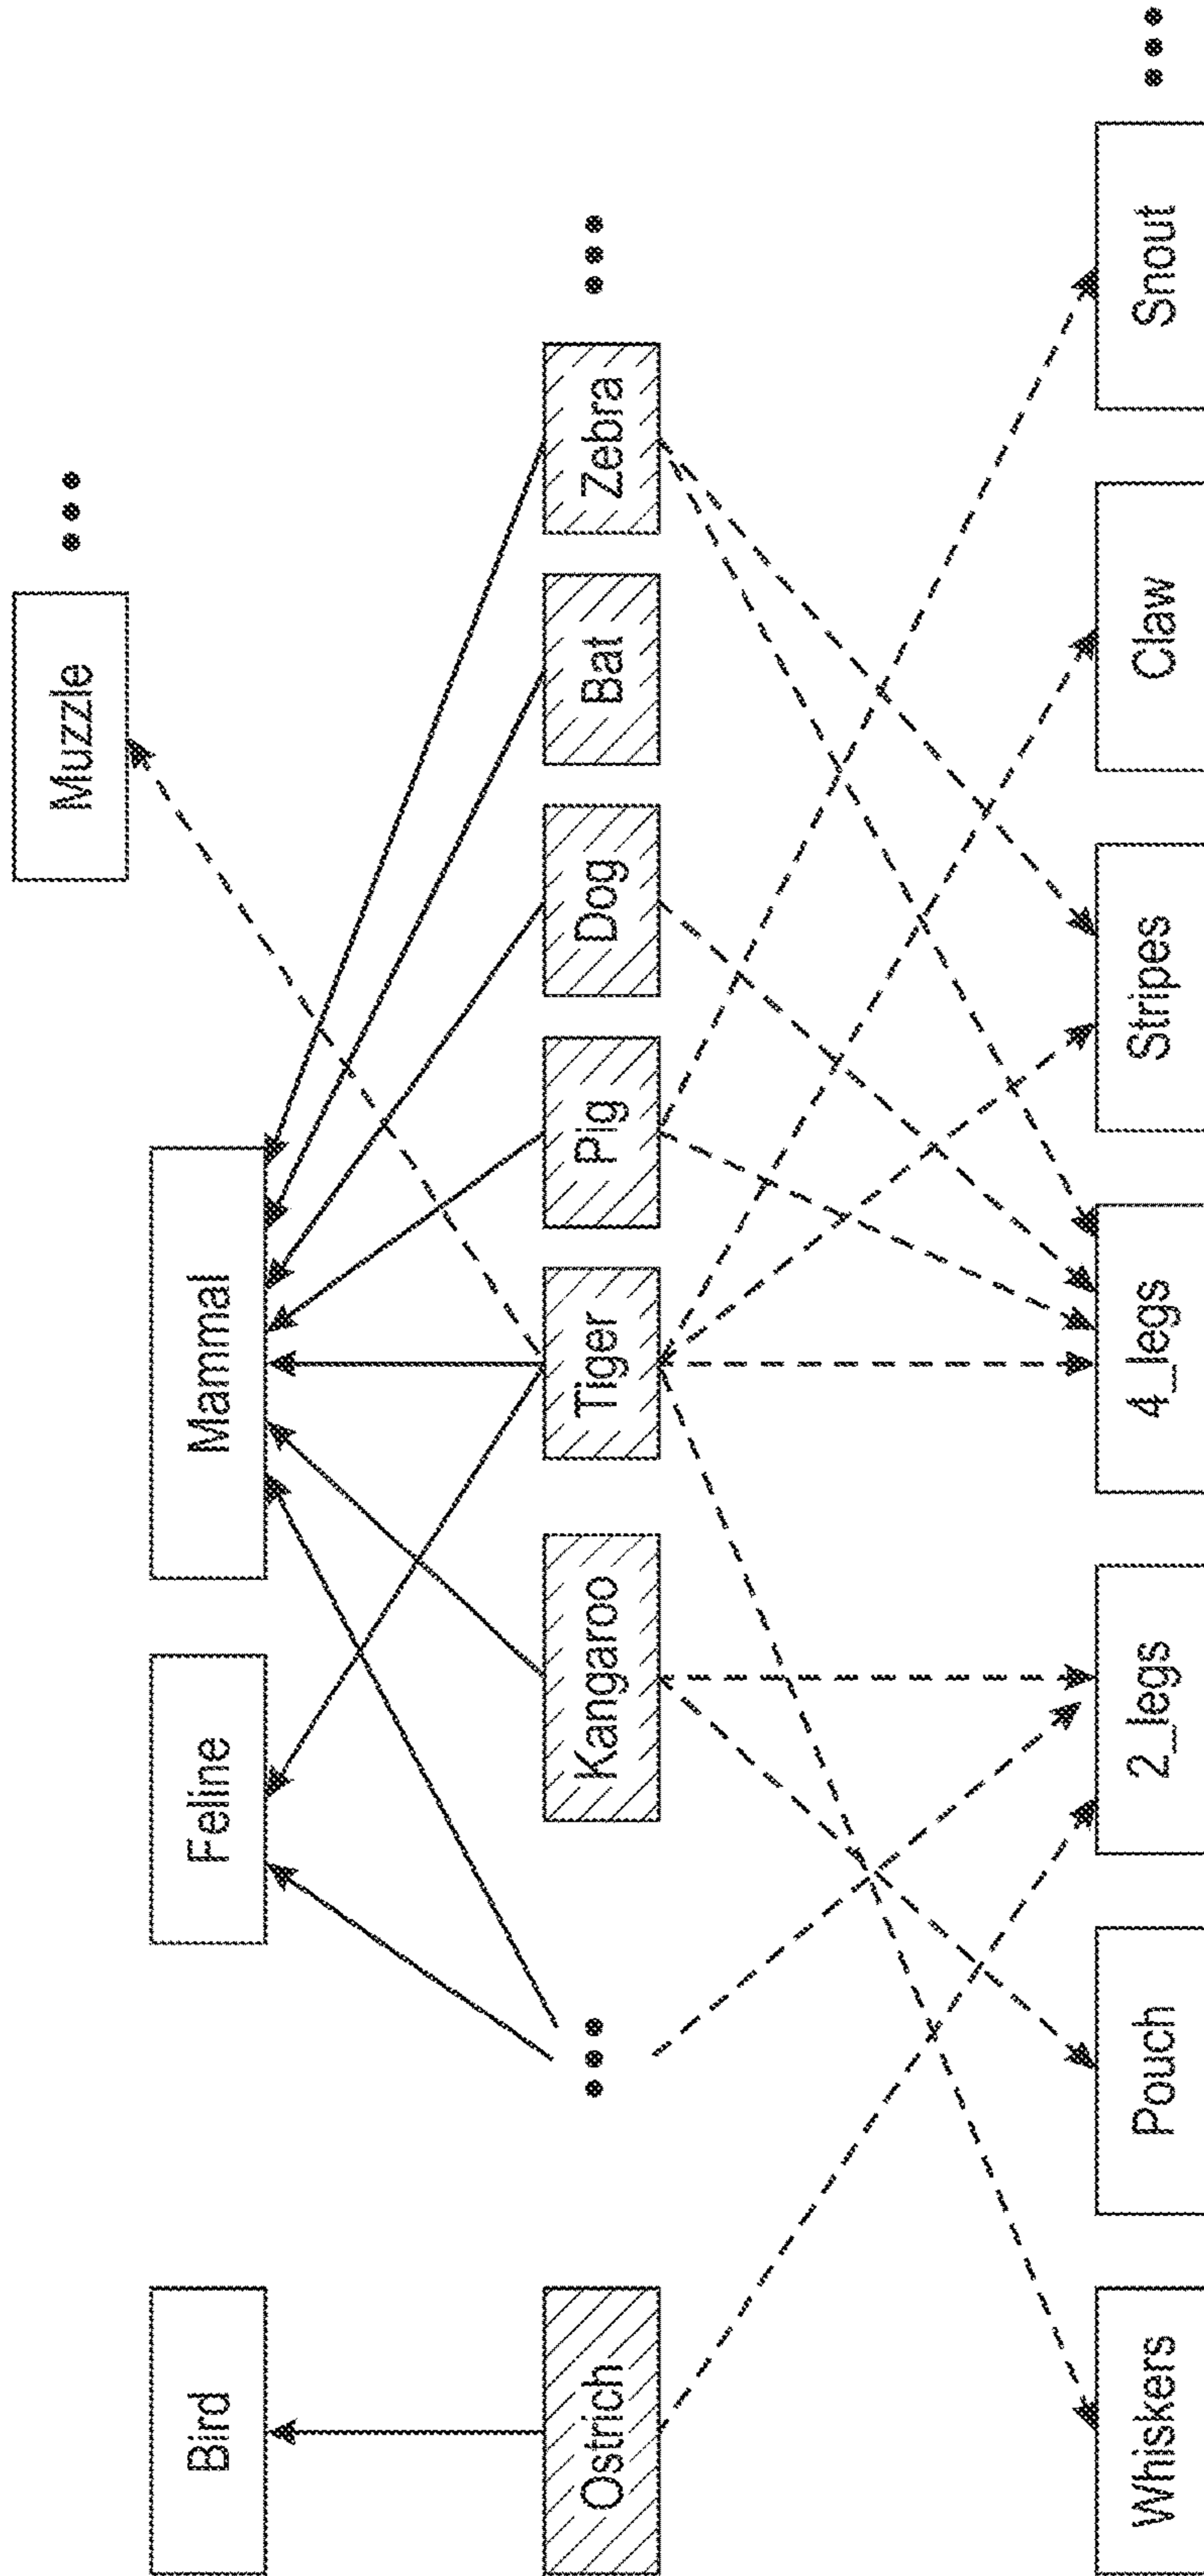 Muzzle
Bird
Feline
Mammal
Ostrich
Kangaroo
Tiger
Pig
Dog
Bat
Zebra
Whiskers
Pouch
2_legs
4_legs
Stripes
Claw
Snout